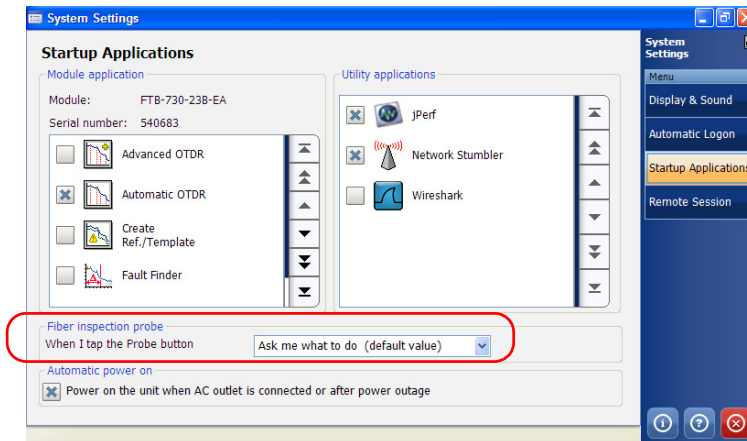 System Settings
Startup Applications
Module application
Module: FTB-730-23B-EA
Serial number: 540683
Advanced OTDR
Automatic OTDR
Create
Ref./Template
Fault Finder
Utility applications
jPerf
Network Stumbler
Wireshark
Fiber inspection probe
When I tap the Probe button
Ask me what to do (default value)
Automatic power on
Power on the unit when AC outlet is connected or after power outage
System
Settings
Menu
Display & Sound
Automatic Logon
Startup Applications
Remote Session